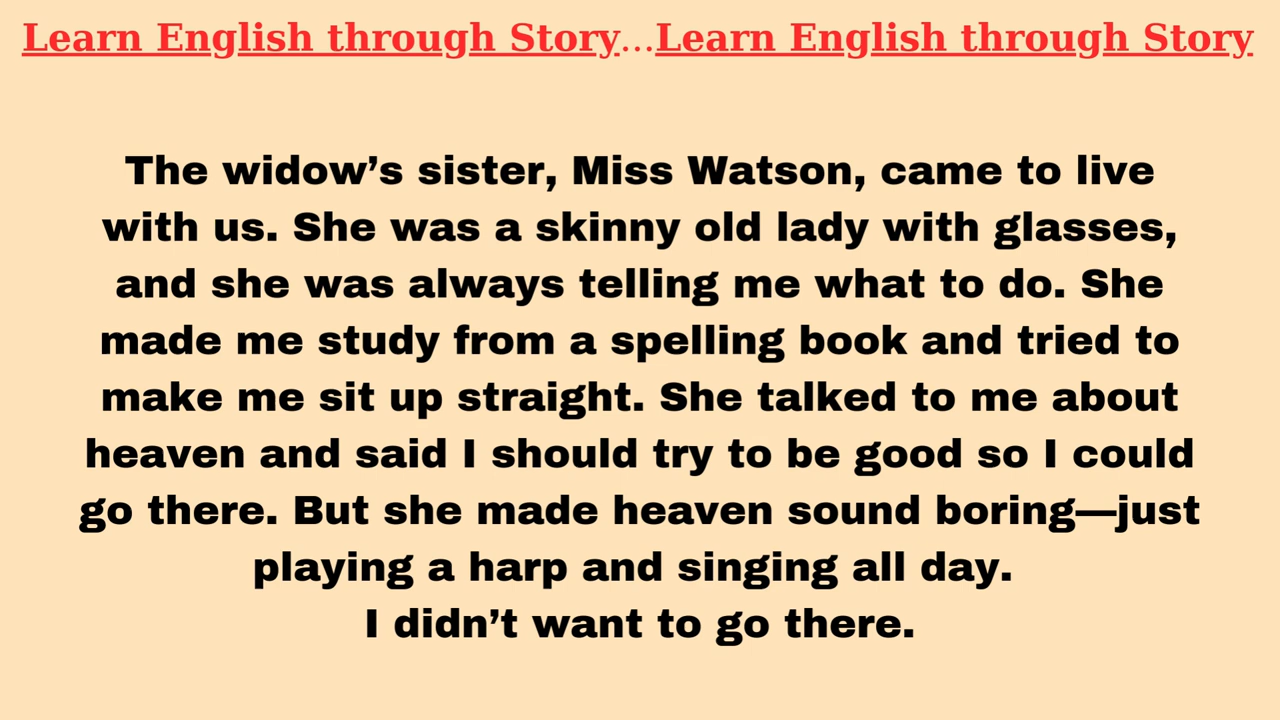 Learn English through Story...Learn English through Story
The widow’s sister, Miss Watson, came to live
with us. She was a skinny old lady with glasses,
and she was always telling me what to do. She
made me study from a spelling book and tried to
make me sit up straight. She talked to me about
heaven and said I should try to be good so I could
go there. But she made heaven sound boring—just
playing a harp and singing all day.
I didn’t want to go there.